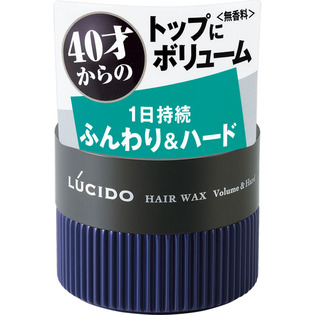 40才
からの
トップに
ボリューム
<無香料>
1日持続
ふんわり&ハード
LÚCIDO
HAIR WAX Volume & Hard